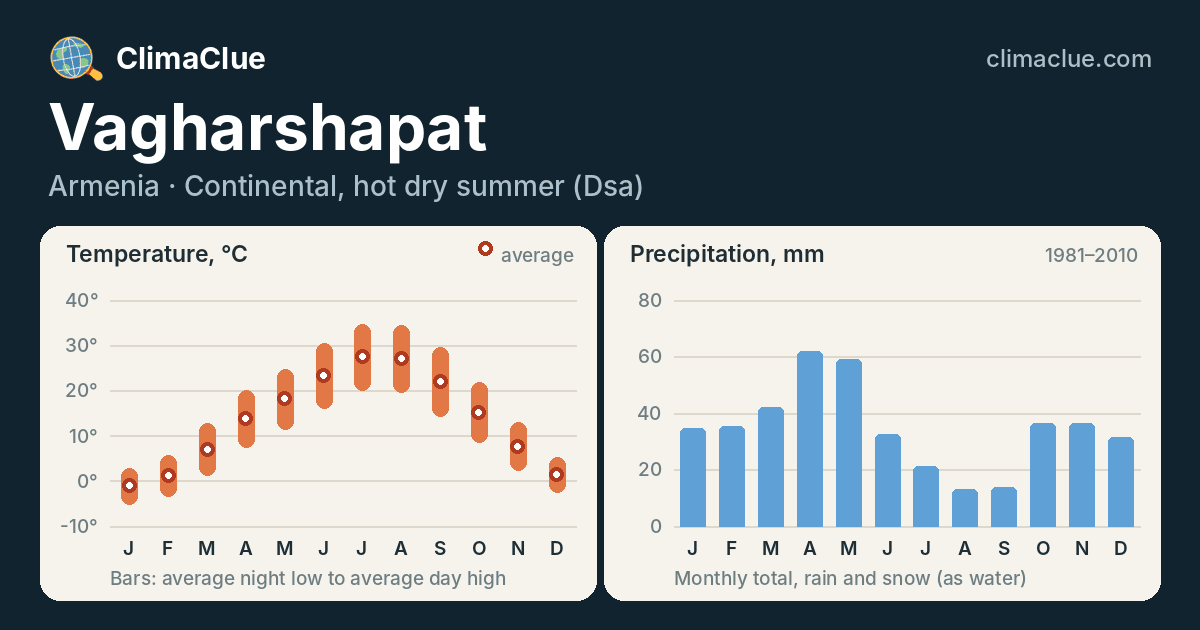 ClimaClue
climaclue.com
Vagharshapat
Armenia · Continental, hot dry summer (Dsa)
Temperature, °C
average
40°
30°
20°
10°
0°
-10°
J F M A M J J A S O N D
Bars: average night low to average day high
Precipitation, mm
1981–2010
80
60
40
20
0
J F M A M J J A S O N D
Monthly total, rain and snow (as water)